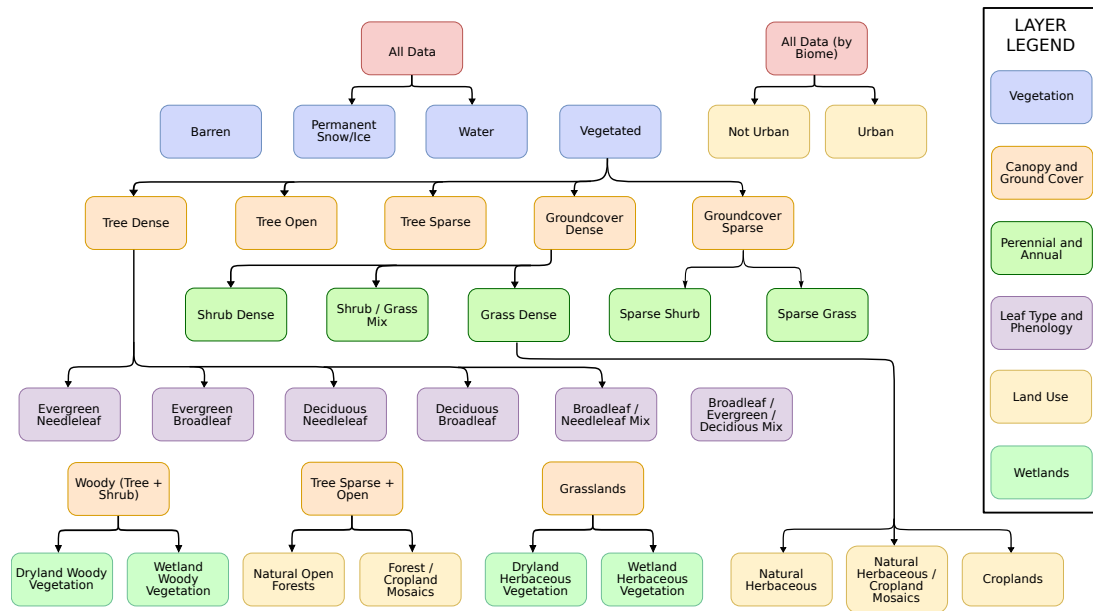 All Data
All Data (by
Biome)
LAYER
LEGEND
Vegetation
Barren
Permanent
Snow/Ice
Water
Vegetated
Not Urban
Urban
Canopy and
Ground Cover
Tree Dense
Tree Open
Tree Sparse
Groundcover
Dense
Groundcover
Sparse
Perennial and
Annual
Shrub Dense
Shrub / Grass
Mix
Grass Dense
Sparse Shurb
Sparse Grass
Leaf Type and
Phenology
Evergreen
Needleleaf
Evergreen
Broadleaf
Deciduous
Needleleaf
Deciduous
Broadleaf
Broadleaf /
Needleleaf Mix
Broadleaf /
Evergreen /
Decidious Mix
Land Use
Woody (Tree +
Shrub)
Tree Sparse +
Open
Grasslands
Wetlands
Dryland Woody
Vegetation
Wetland
Woody
Vegetation
Natural Open
Forests
Forest /
Cropland
Mosaics
Dryland
Herbaceous
Vegetation
Wetland
Herbaceous
Vegetation
Natural
Herbaceous
Natural
Herbaceous /
Cropland
Mosaics
Croplands